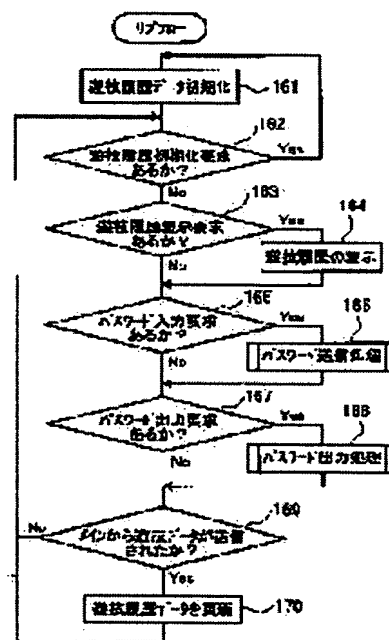 サブフロー
遊技履歴データ初期化
161
162
遊技履歴初期化要求
あるか?
Yes
No
163
遊技履歴表示要求
あるか?
Yes
164
遊技履歴の表示
No
165
パスワード入力要求
あるか?
Yes
166
パスワード送信処理
No
167
パスワード出力要求
あるか?
Yes
168
パスワード出力処理
No
169
メインから遊技データが送信
されたか?
No
Yes
遊技履歴データを更新
170